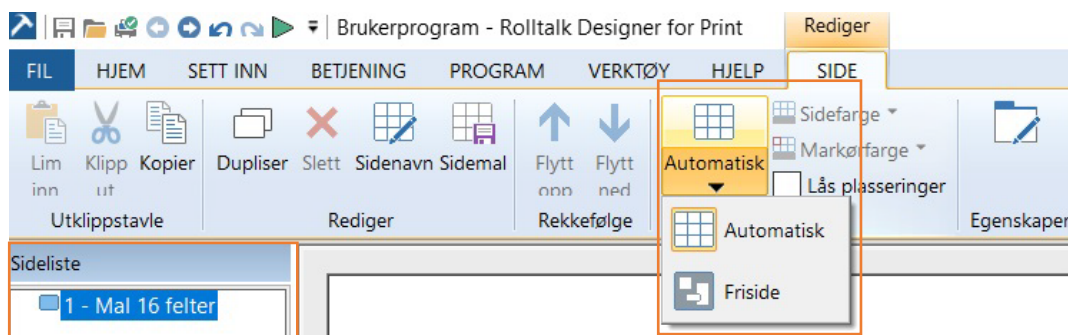 Brukerprogram - Rolltalk Designer for Print
Rediger
FIL HJEM SETT INN BETJENING PROGRAM VERKTØY HJELP SIDE
Lim inn
Klipp ut
Kopier
Dupliser
Slett
Sidenavn
Sidemal
Flytt opp
Flytt ned
Automatisk
Sidefarge
Markørfarge
Lås plasseringer
Utklippstavle
Rediger
Rekkefølge
Egenskaper
Automatisk
Friside
Sideliste
1 - Mal 16 felter